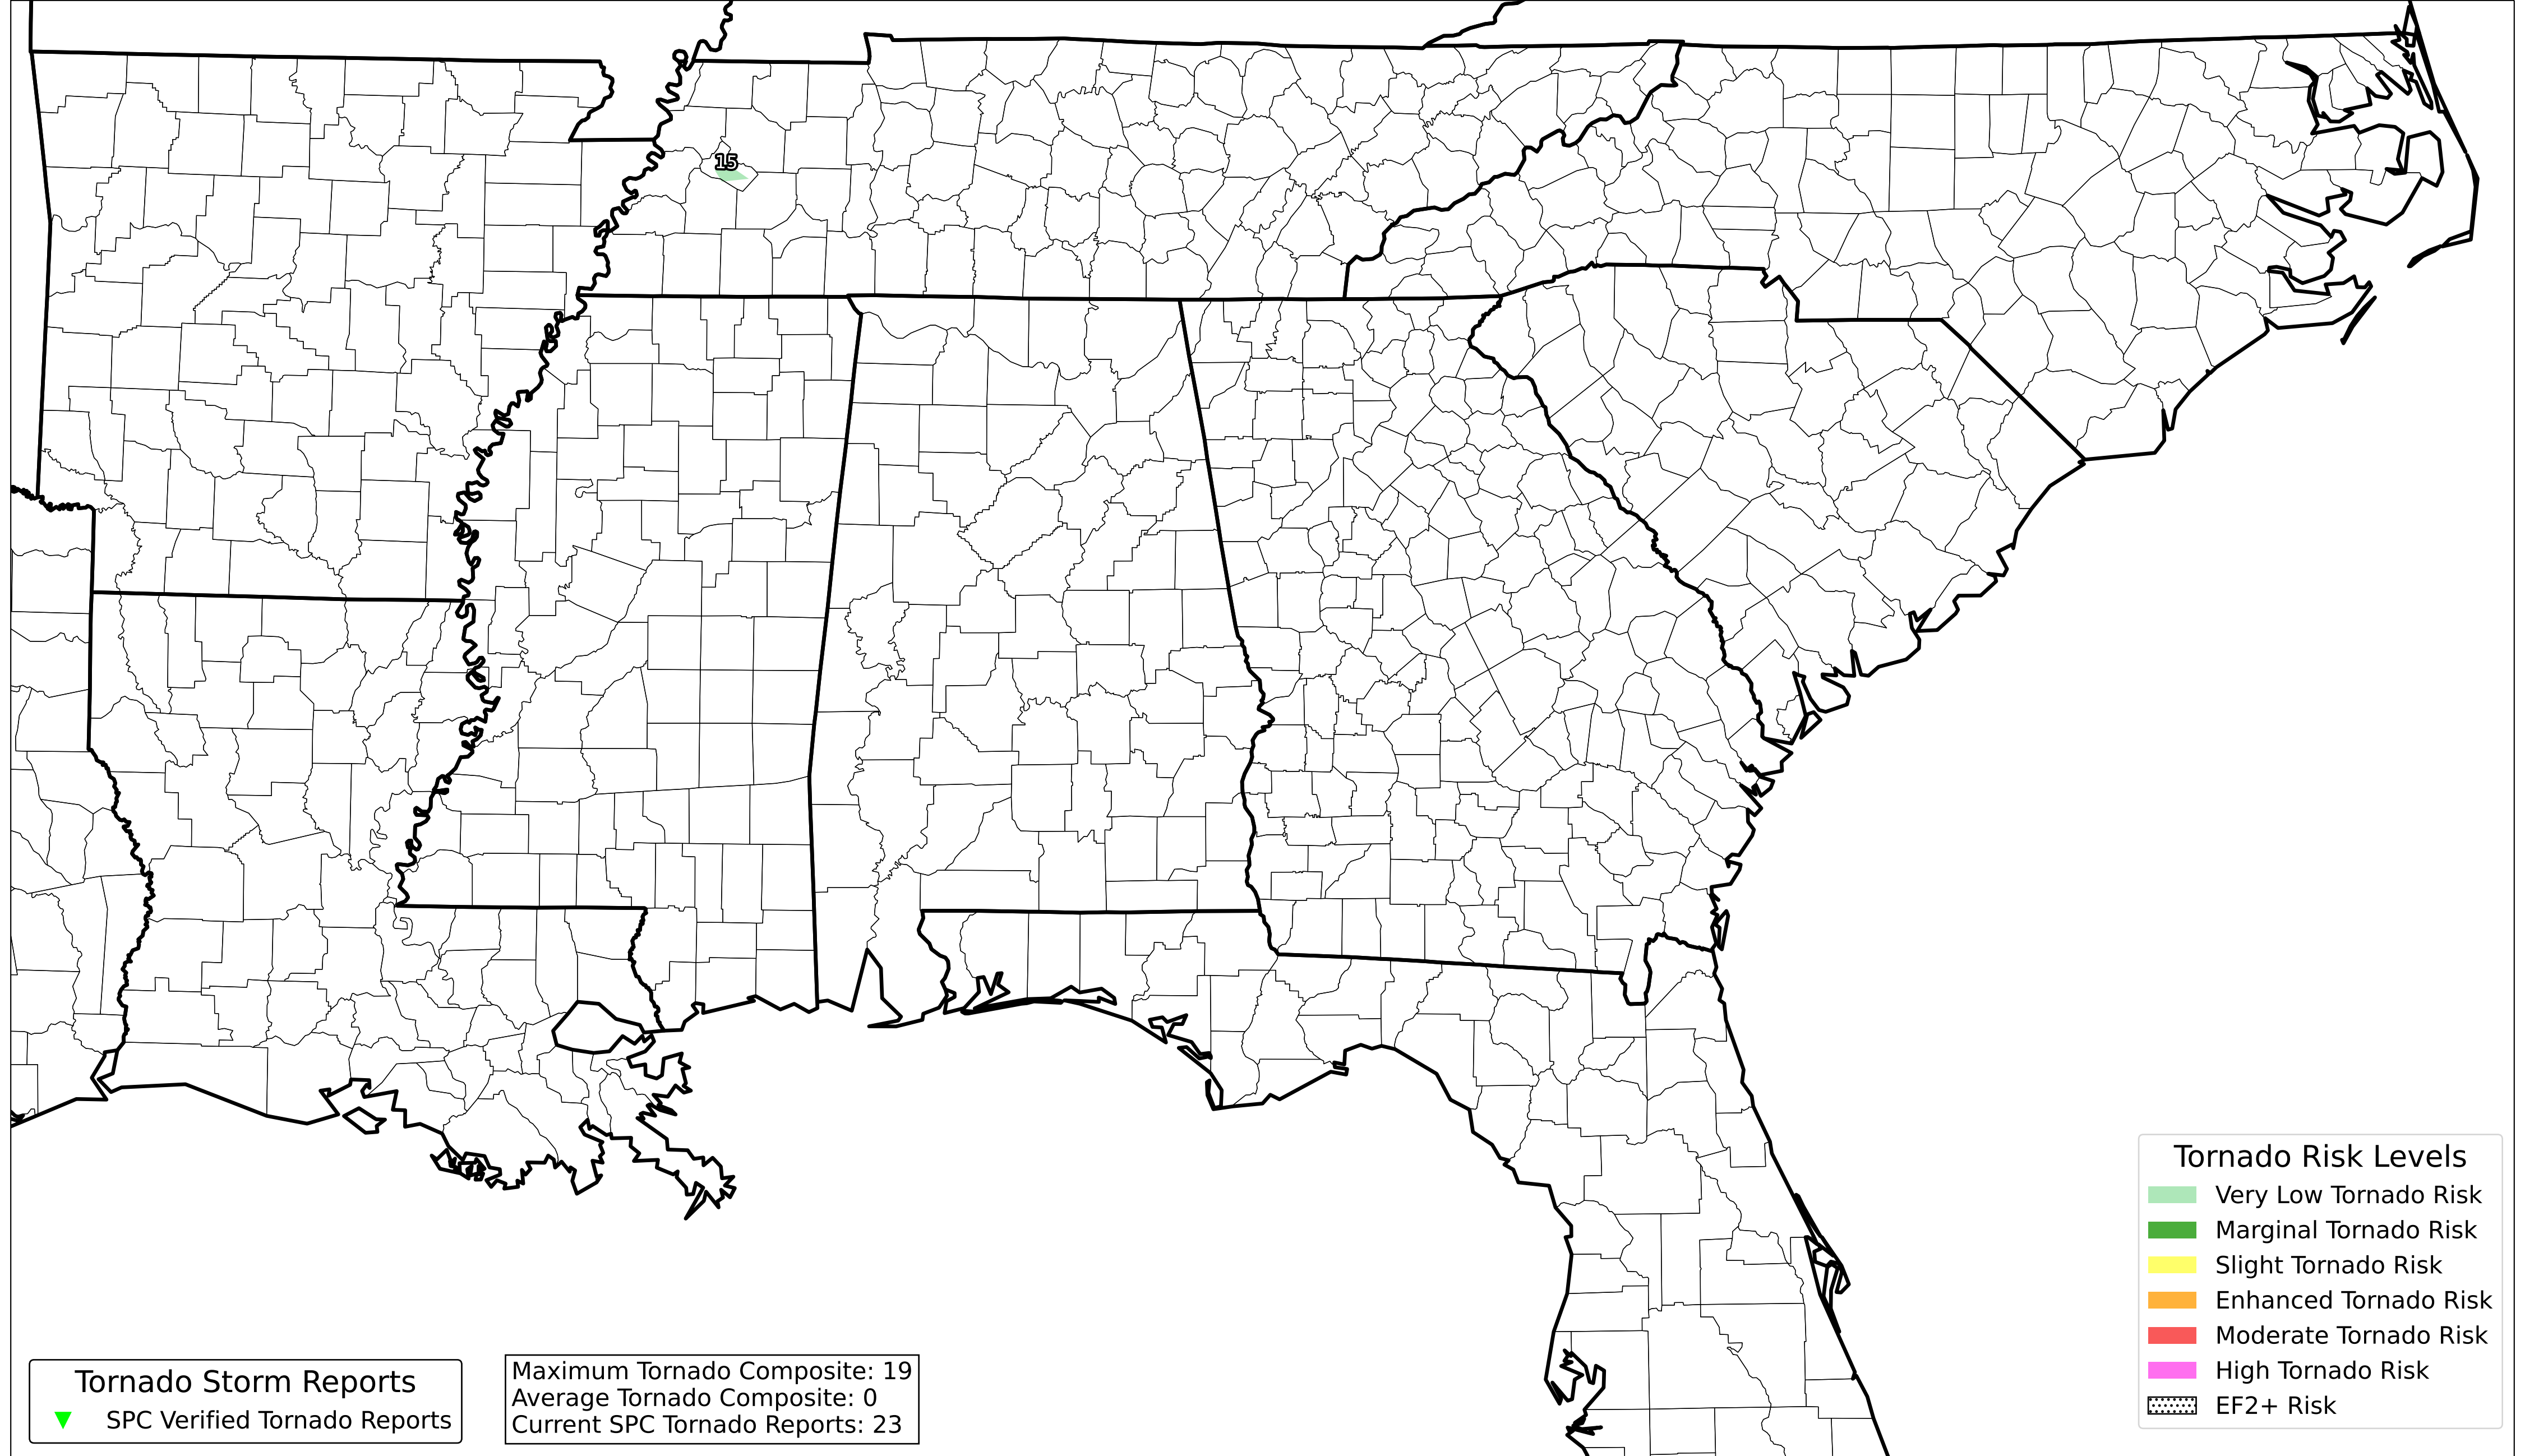 15
Tornado Risk Levels
Very Low Tornado Risk
Marginal Tornado Risk
Slight Tornado Risk
Enhanced Tornado Risk
Moderate Tornado Risk
High Tornado Risk
EF2+ Risk
Tornado Storm Reports
SPC Verified Tornado Reports
Maximum Tornado Composite: 19
Average Tornado Composite: 0
Current SPC Tornado Reports: 23